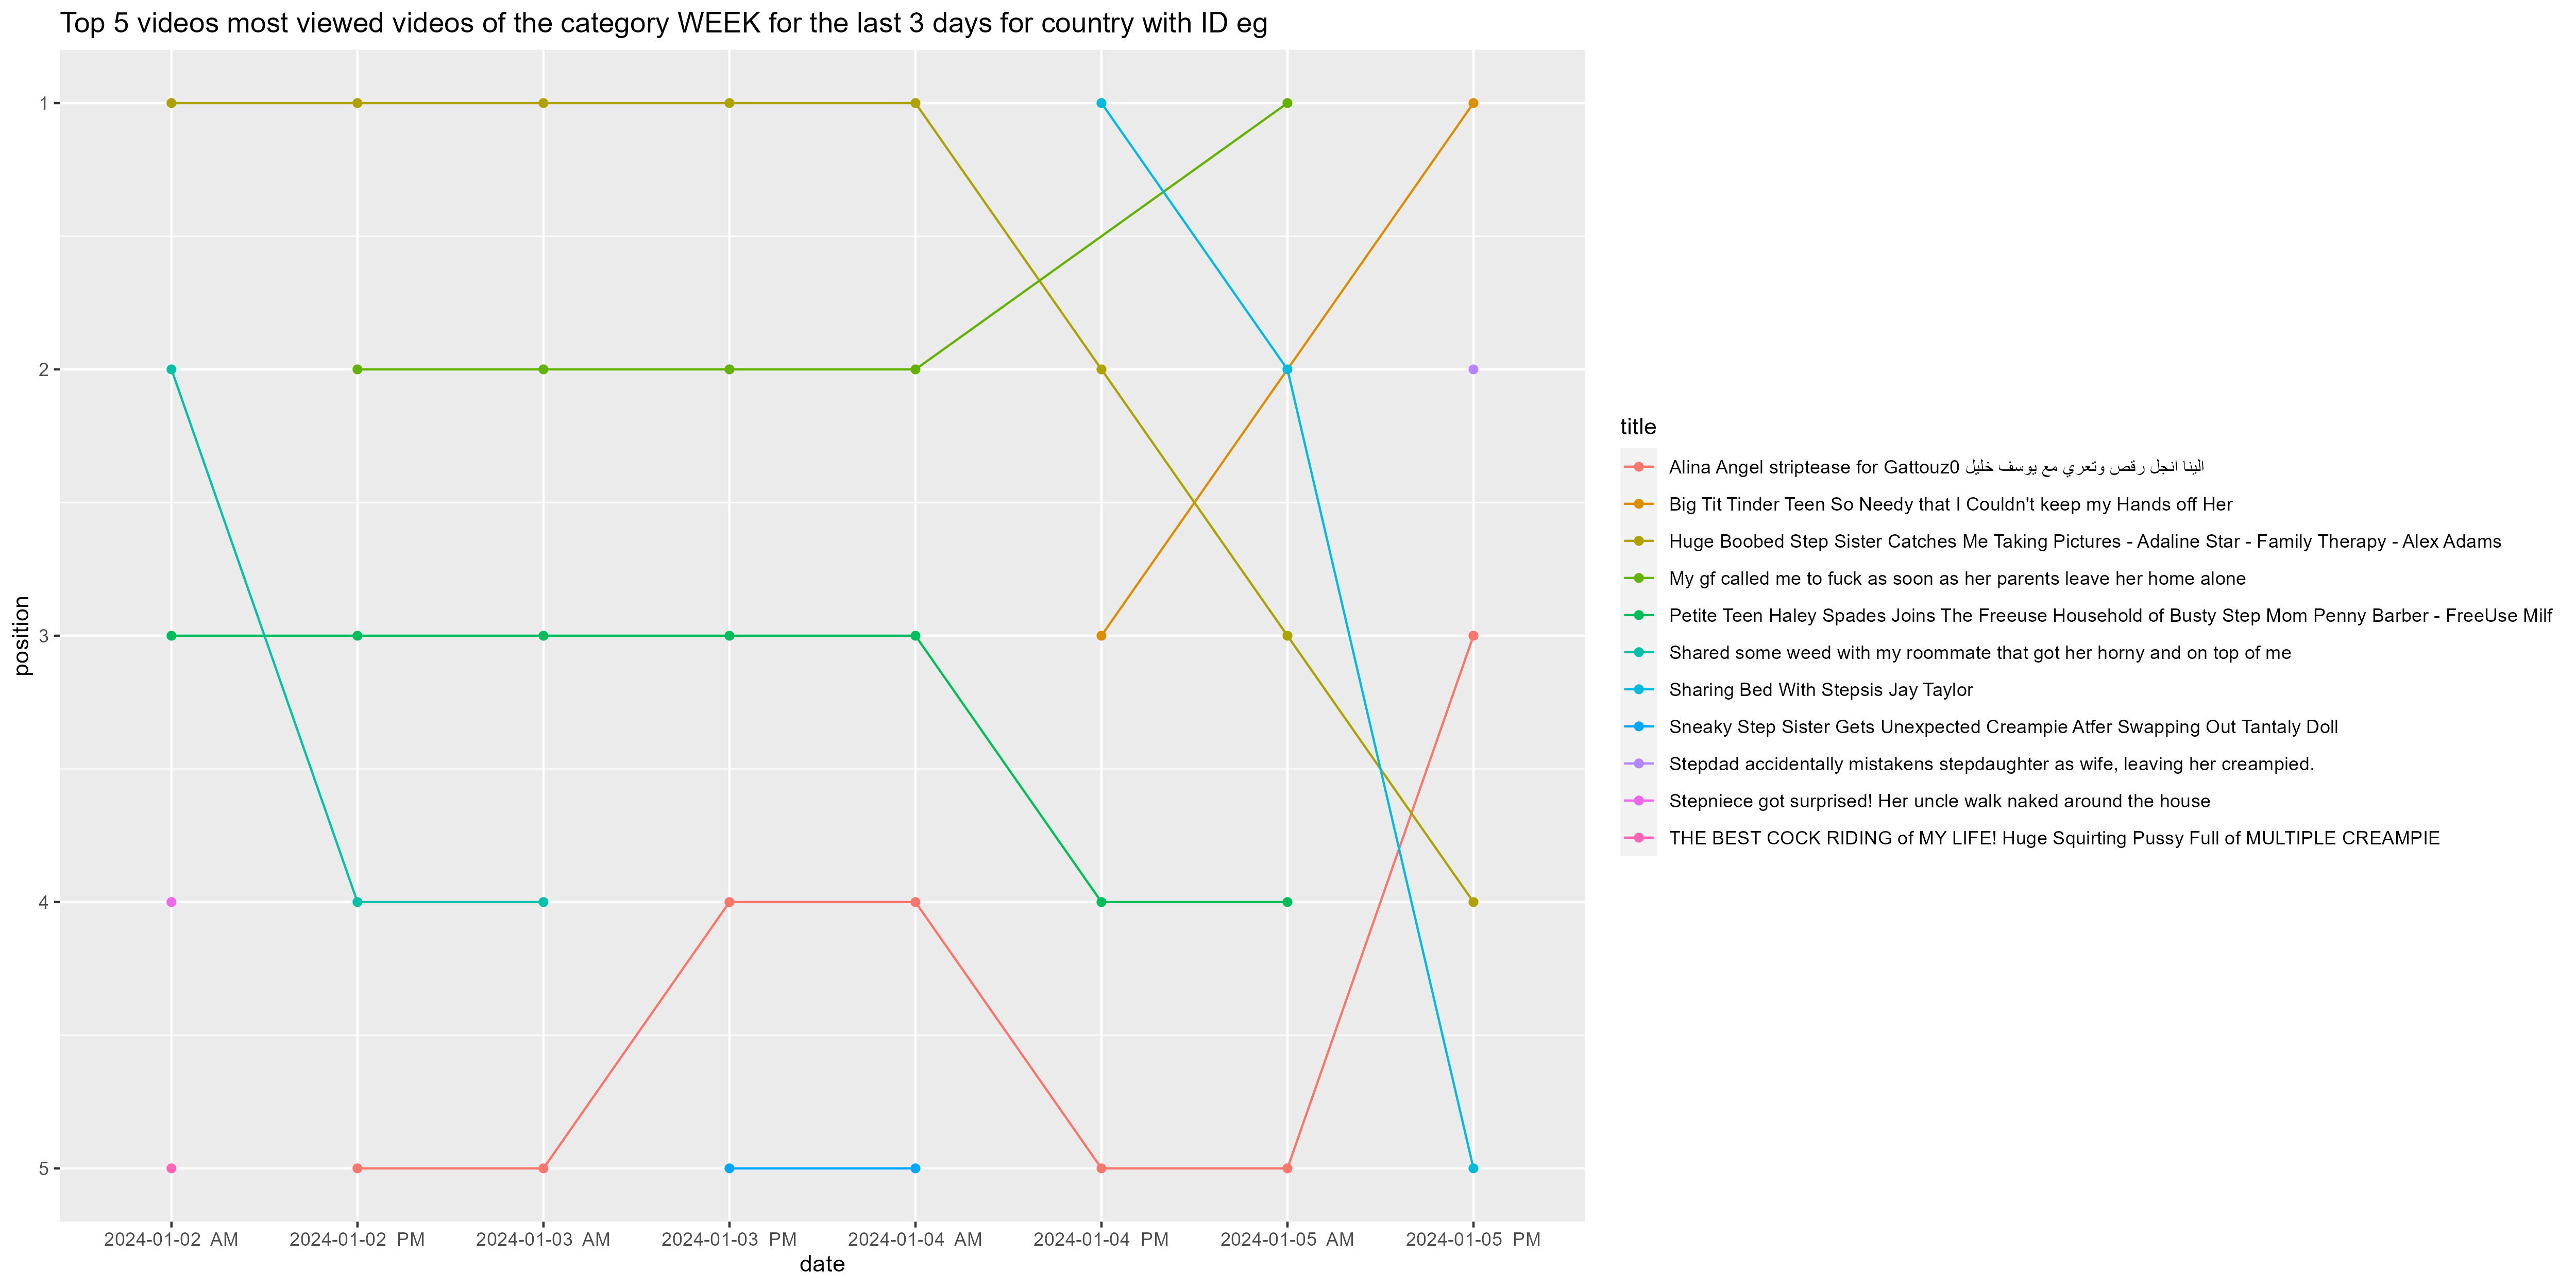 Top 5 videos most viewed videos of the category WEEK for the last 3 days for country with ID eg
position
1
2
3
4
5
2024-01-02 AM
2024-01-02 PM
2024-01-03 AM
2024-01-03 PM
2024-01-04 AM
2024-01-04 PM
2024-01-05 AM
2024-01-05 PM
date
title
Alina Angel striptease for Gattouz0 الينا انجل رقص وتعري مع يوسف خليل
Big Tit Tinder Teen So Needy that I Couldn't keep my Hands off Her
Huge Boobed Step Sister Catches Me Taking Pictures - Adaline Star - Family Therapy - Alex Adams
My gf called me to fuck as soon as her parents leave her home alone
Petite Teen Haley Spades Joins The Freeuse Household of Busty Step Mom Penny Barber - FreeUse Milf
Shared some weed with my roommate that got her horny and on top of me
Sharing Bed With Stepsis Jay Taylor
Sneaky Step Sister Gets Unexpected Creampie Atfer Swapping Out Tantaly Doll
Stepdad accidentally mistakens stepdaughter as wife, leaving her creampied.
Stepniece got surprised! Her uncle walk naked around the house
THE BEST COCK RIDING of MY LIFE! Huge Squirting Pussy Full of MULTIPLE CREAMPIE